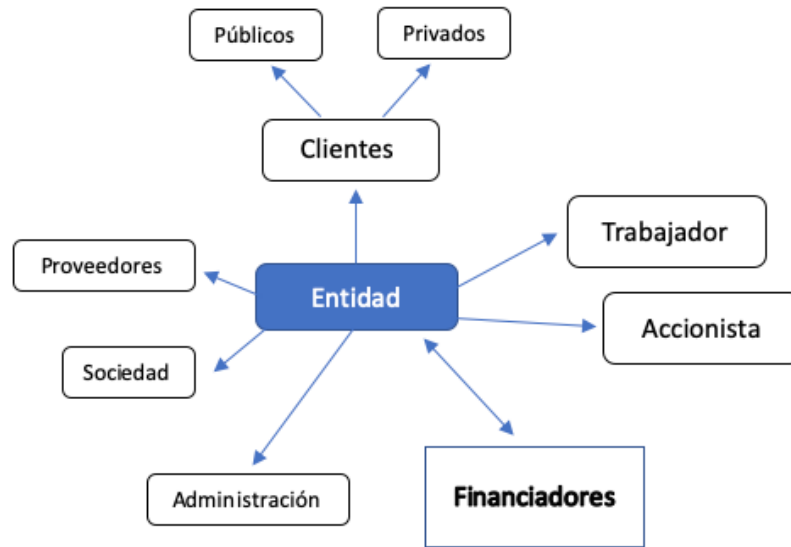 Públicos
Privados
Clientes
Trabajador
Proveedores
Entidad
Accionista
Sociedad
Administración
Financiadores